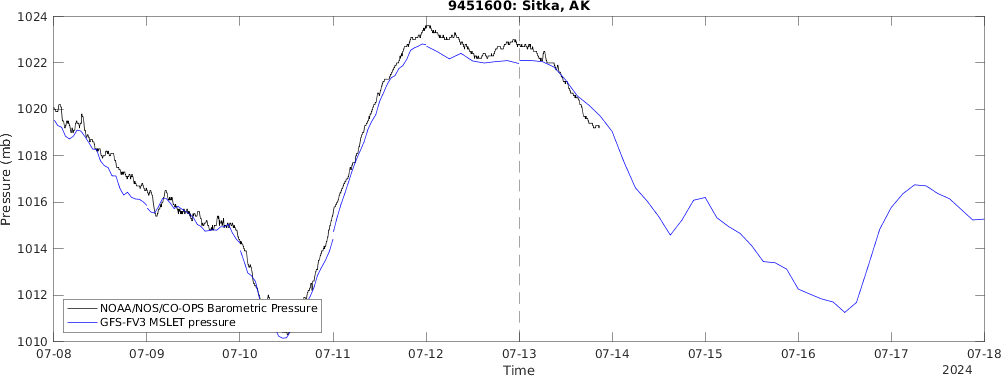 9451600: Sitka, AK
1024
1022
1020
1018
1016
1014
1012
1010
Pressure (mb)
NOAA/NOS/CO-OPS Barometric Pressure
GFS-FV3 MSLET pressure
07-08 07-09 07-10 07-11 07-12 07-13 07-14 07-15 07-16 07-17 07-18
Time
2024